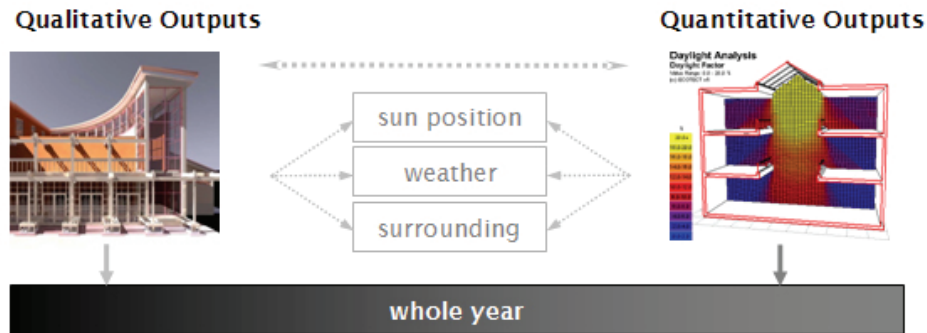 Qualitative Outputs
Quantitative Outputs
Daylight Analysis
Daylight Factor
sun position
weather
surrounding
whole year